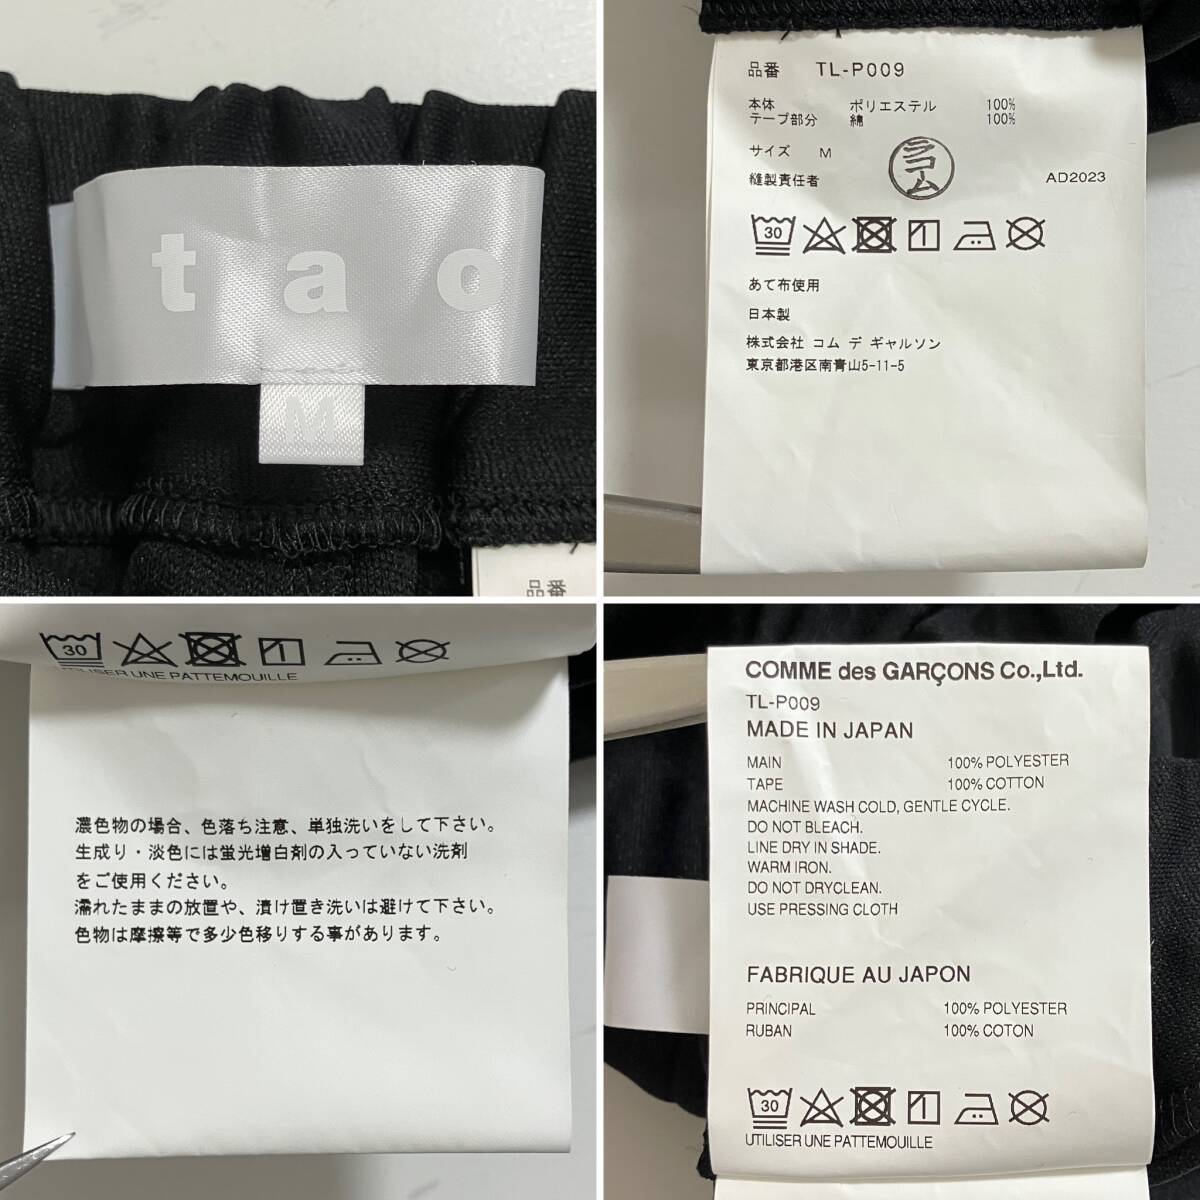 tao
M
品番
品番 TL-P009
本体 ポリエステル 100%
テープ部分 綿 100%
サイズ M
ラコーム
縫製責任者
AD2023
30
あて布使用
日本製
株式会社 コム デ ギャルソン
東京都港区南青山5-11-5
30
UTILISER UNE PATTEMOUILLE
濃色物の場合、色落ち注意、単独洗いをして下さい。
生成り・淡色には蛍光増白剤の入っていない洗剤
をご使用ください。
濡れたままの放置や、漬け置き洗いは避けて下さい。
色物は摩擦等で多少色移りする事があります。
COMME des GARÇONS Co.,Ltd.
TL-P009
MADE IN JAPAN
MAIN 100% POLYESTER
TAPE 100% COTTON
MACHINE WASH COLD, GENTLE CYCLE.
DO NOT BLEACH.
LINE DRY IN SHADE.
WARM IRON.
DO NOT DRYCLEAN.
USE PRESSING CLOTH
FABRIQUE AU JAPON
PRINCIPAL 100% POLYESTER
RUBAN 100% COTON
30
UTILISER UNE PATTEMOUILLE